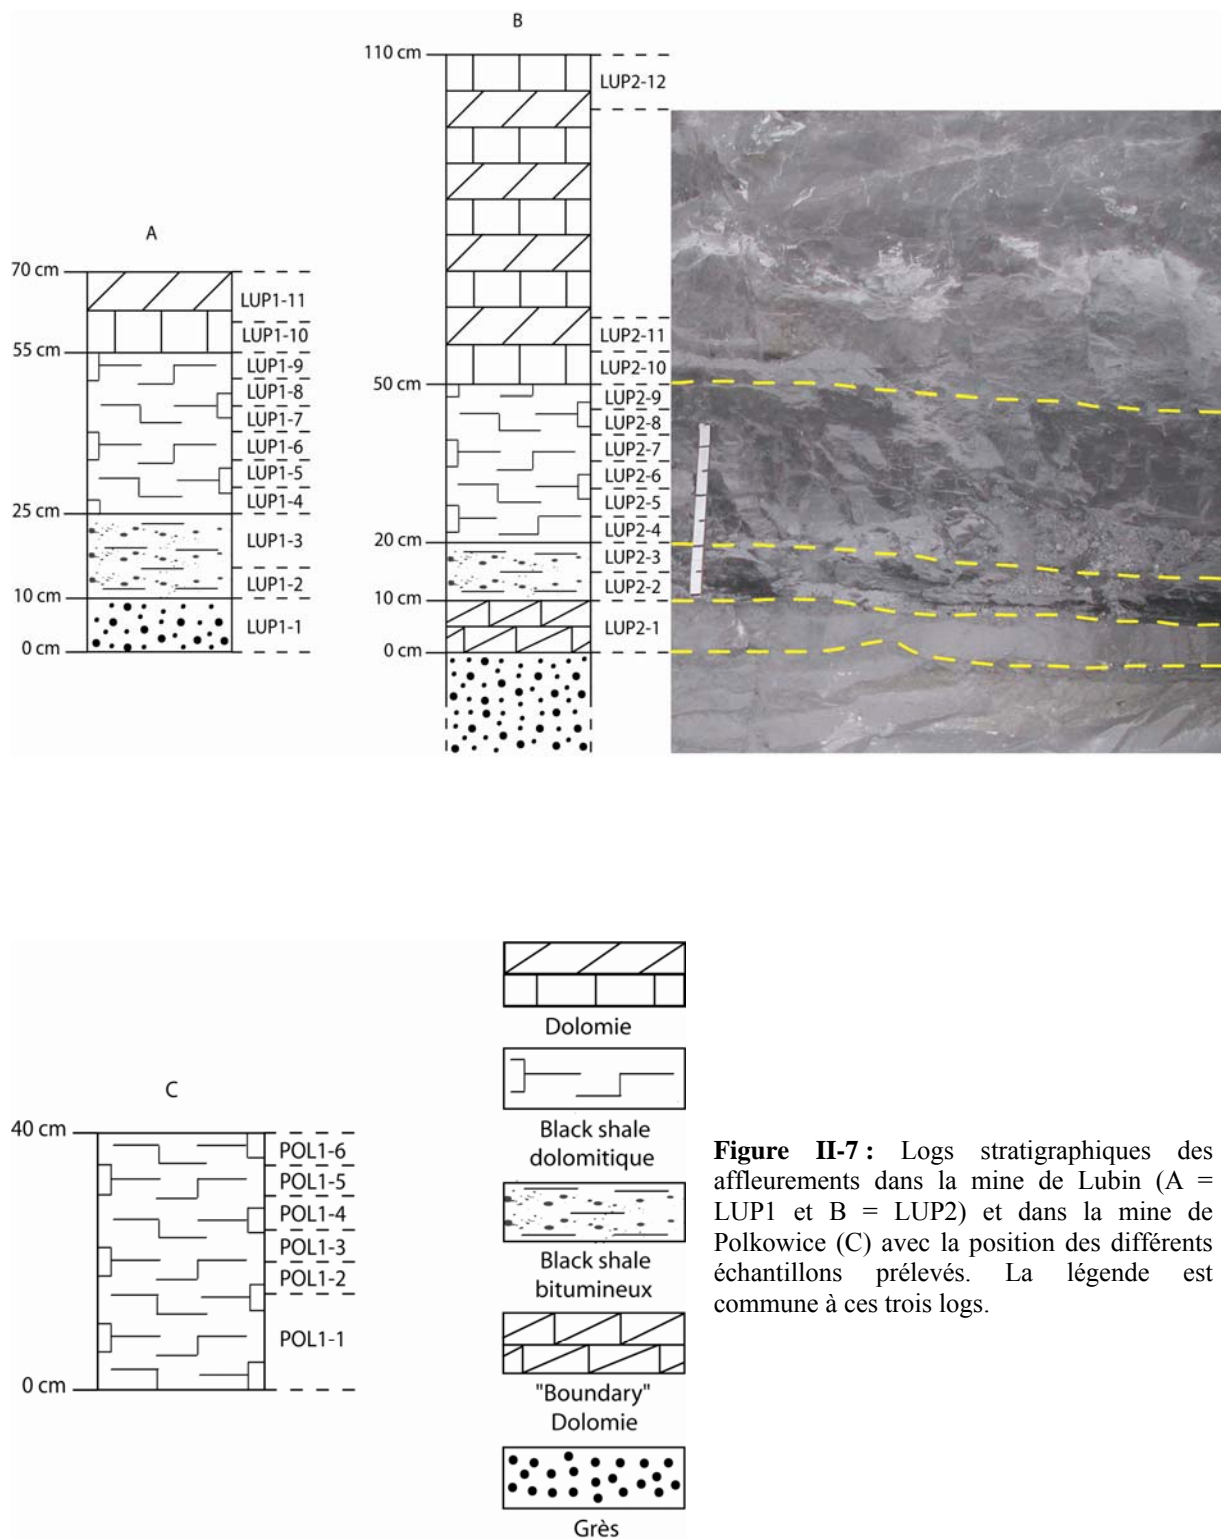 A
70 cm
LUP1-11
LUP1-10
55 cm
LUP1-9
LUP1-8
LUP1-7
LUP1-6
LUP1-5
LUP1-4
25 cm
LUP1-3
LUP1-2
10 cm
LUP1-1
0 cm
B
110 cm
LUP2-12
LUP2-11
LUP2-10
50 cm
LUP2-9
LUP2-8
LUP2-7
LUP2-6
LUP2-5
LUP2-4
20 cm
LUP2-3
LUP2-2
10 cm
LUP2-1
0 cm
C
40 cm
POL1-6
POL1-5
POL1-4
POL1-3
POL1-2
POL1-1
0 cm
Dolomie
Black shale
dolomitique
Black shale
bitumineux
"Boundary"
Dolomie
Grès
Figure II-7 : Logs stratigraphiques des
affleurements dans la mine de Lubin (A =
LUP1 et B = LUP2) et dans la mine de
Polkowice (C) avec la position des différents
échantillons prélevés. La légende est
commune à ces trois logs.